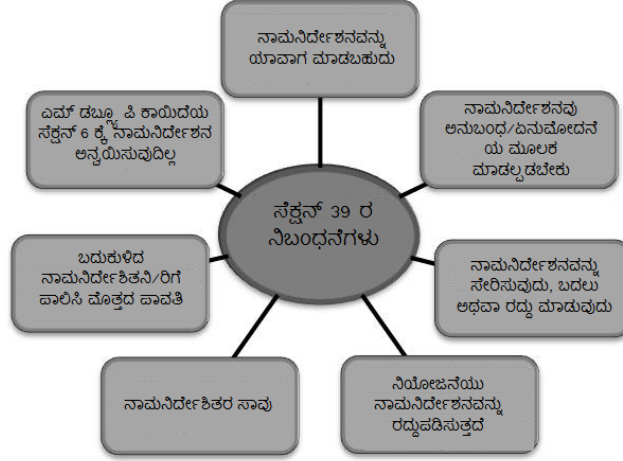 ನಾಮನಿರ್ದೇಶನವನ್ನು
ಯಾವಾಗ ಮಾಡಬಹುದು
ಎಮ್ ಡಬ್ಲ್ಯೂ ಪಿ ಕಾಯಿದೆಯ
ಸೆಕ್ಷನ್ 6 ಕ್ಕೆ ನಾಮನಿರ್ದೇಶನ
ಅನ್ವಯಿಸುವುದಿಲ್ಲ
ನಾಮನಿರ್ದೇಶನವು
ಅನುಬಂಧ/ಏನುಮೋದನೆ
ಯ ಮೂಲಕ
ಮಾಡಲ್ಪಡಬೇಕು
ಸೆಕ್ಷನ್ 39 ರ
ನಿಬಂಧನೆಗಳು
ಬದುಕುಳಿದ
ನಾಮನಿರ್ದೇಶಿತನಿ/ರಿಗೆ
ಪಾಲಿಸಿ ಮೊತ್ತದ ಪಾವತಿ
ನಾಮನಿರ್ದೇಶನವನ್ನು
ಸೇರಿಸುವುದು, ಬದಲು
ಅಥವಾ ರದ್ದು ಮಾಡುವುದು
ನಾಮನಿರ್ದೇಶಿತರ ಸಾವು
ನಿಯೋಜನೆಯು
ನಾಮನಿರ್ದೇಶನವನ್ನು
ರದ್ದುಪಡಿಸುತ್ತದೆ